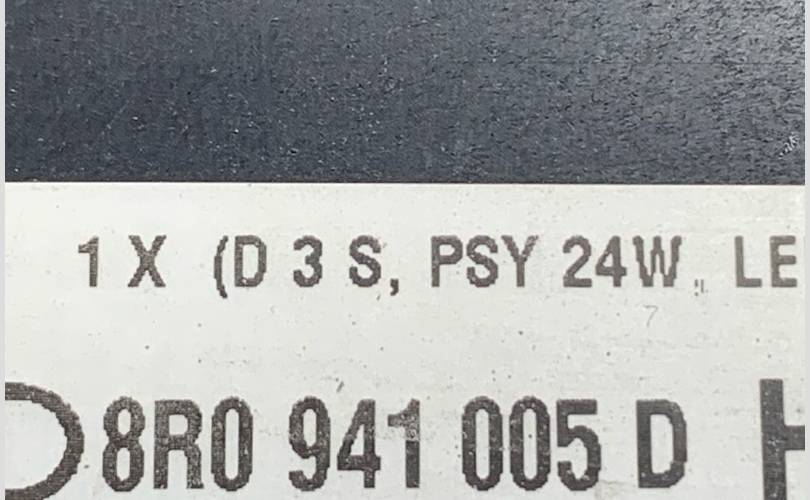 1 X (D 3 S, PSY 24W,, LE
8R0 941 005 D H